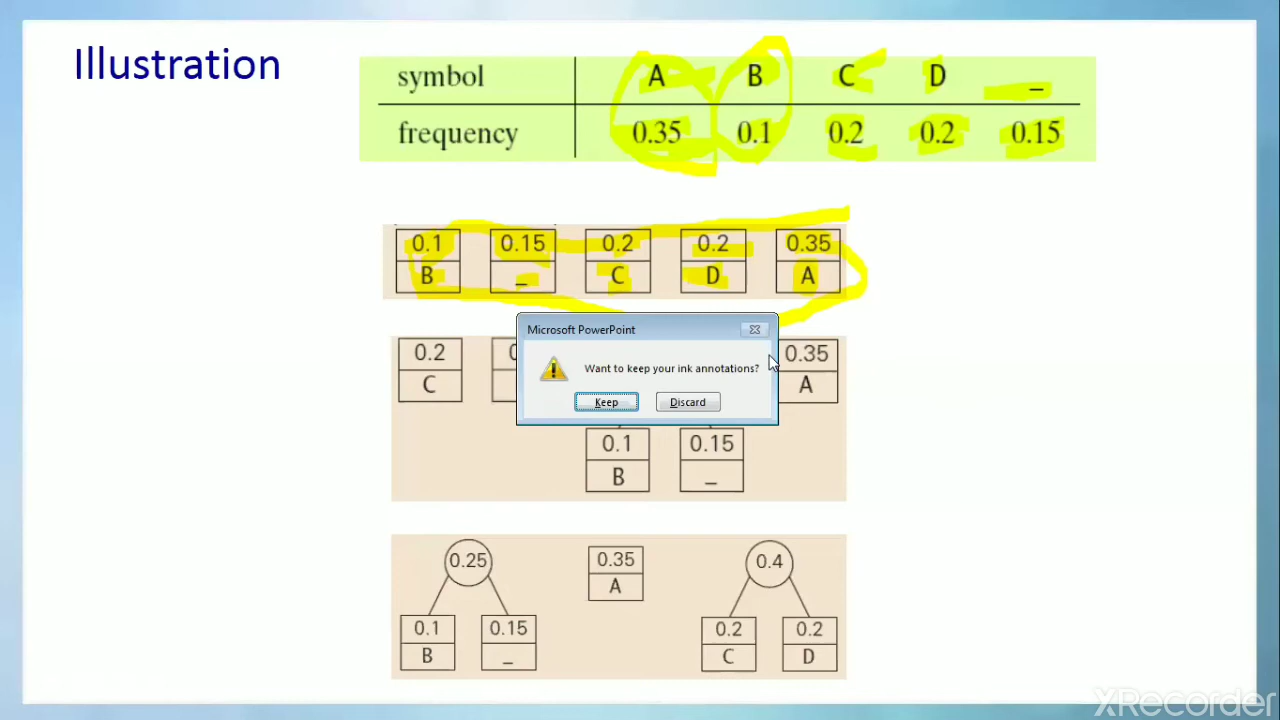 Illustration
symbol A B C D _
frequency 0.35 0.1 0.2 0.2 0.15
0.1 0.15 0.2 0.2 0.35
B _ C D A
Microsoft PowerPoint
0.2 0.35
Want to keep your ink annotations?
C A
Keep Discard
0.1 0.15
B _
0.25 0.35 0.4
A
0.1 0.15 0.2 0.2
B _ C D
XRecorder